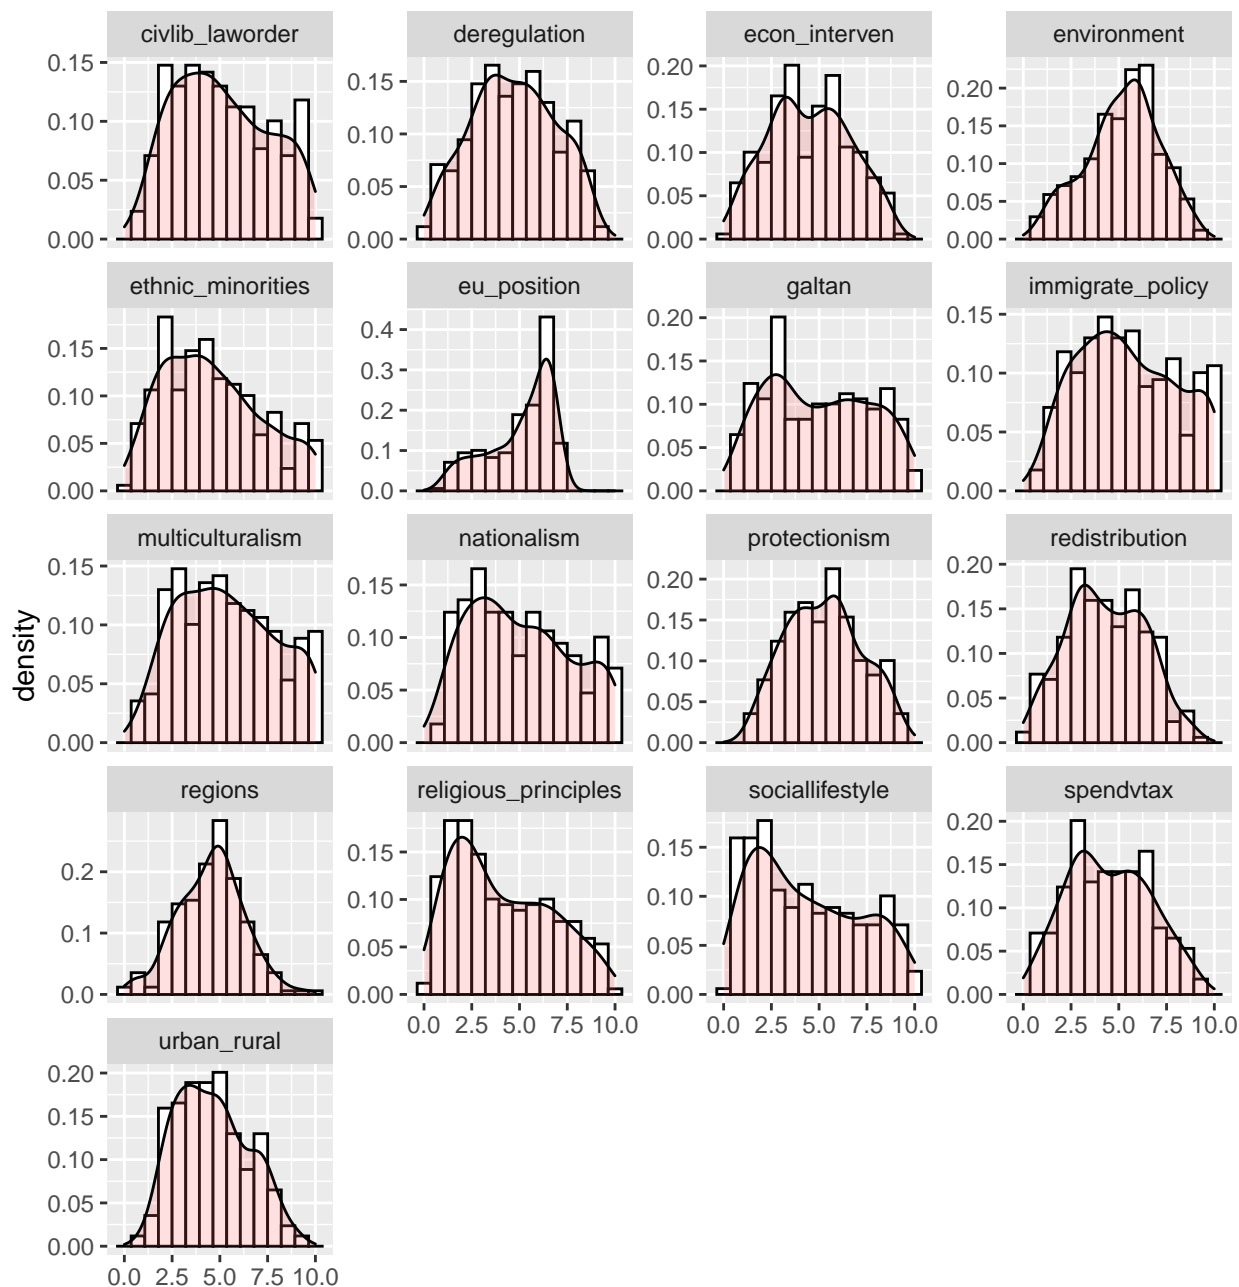 civlib_laworder deregulation econ_interven environment
0.15 0.10 0.05 0.00
0.15 0.10 0.05 0.00
0.20 0.15 0.10 0.05 0.00
0.20 0.15 0.10 0.05 0.00
ethnic_minorities eu_position galtan immigrate_policy
0.15 0.10 0.05 0.00
0.4 0.3 0.2 0.1 0.0
0.20 0.15 0.10 0.05 0.00
0.15 0.10 0.05 0.00
density
multiculturalism nationalism protectionism redistribution
0.15 0.10 0.05 0.00
0.15 0.10 0.05 0.00
0.20 0.15 0.10 0.05 0.00
0.20 0.15 0.10 0.05 0.00
regions religious_principles sociallifestyle spendvtax
0.2 0.1 0.0
0.15 0.10 0.05 0.00
0.15 0.10 0.05 0.00
0.20 0.15 0.10 0.05 0.00
0.0 2.5 5.0 7.5 10.0
0.0 2.5 5.0 7.5 10.0
0.0 2.5 5.0 7.5 10.0
urban_rural
0.20 0.15 0.10 0.05 0.00
0.0 2.5 5.0 7.5 10.0